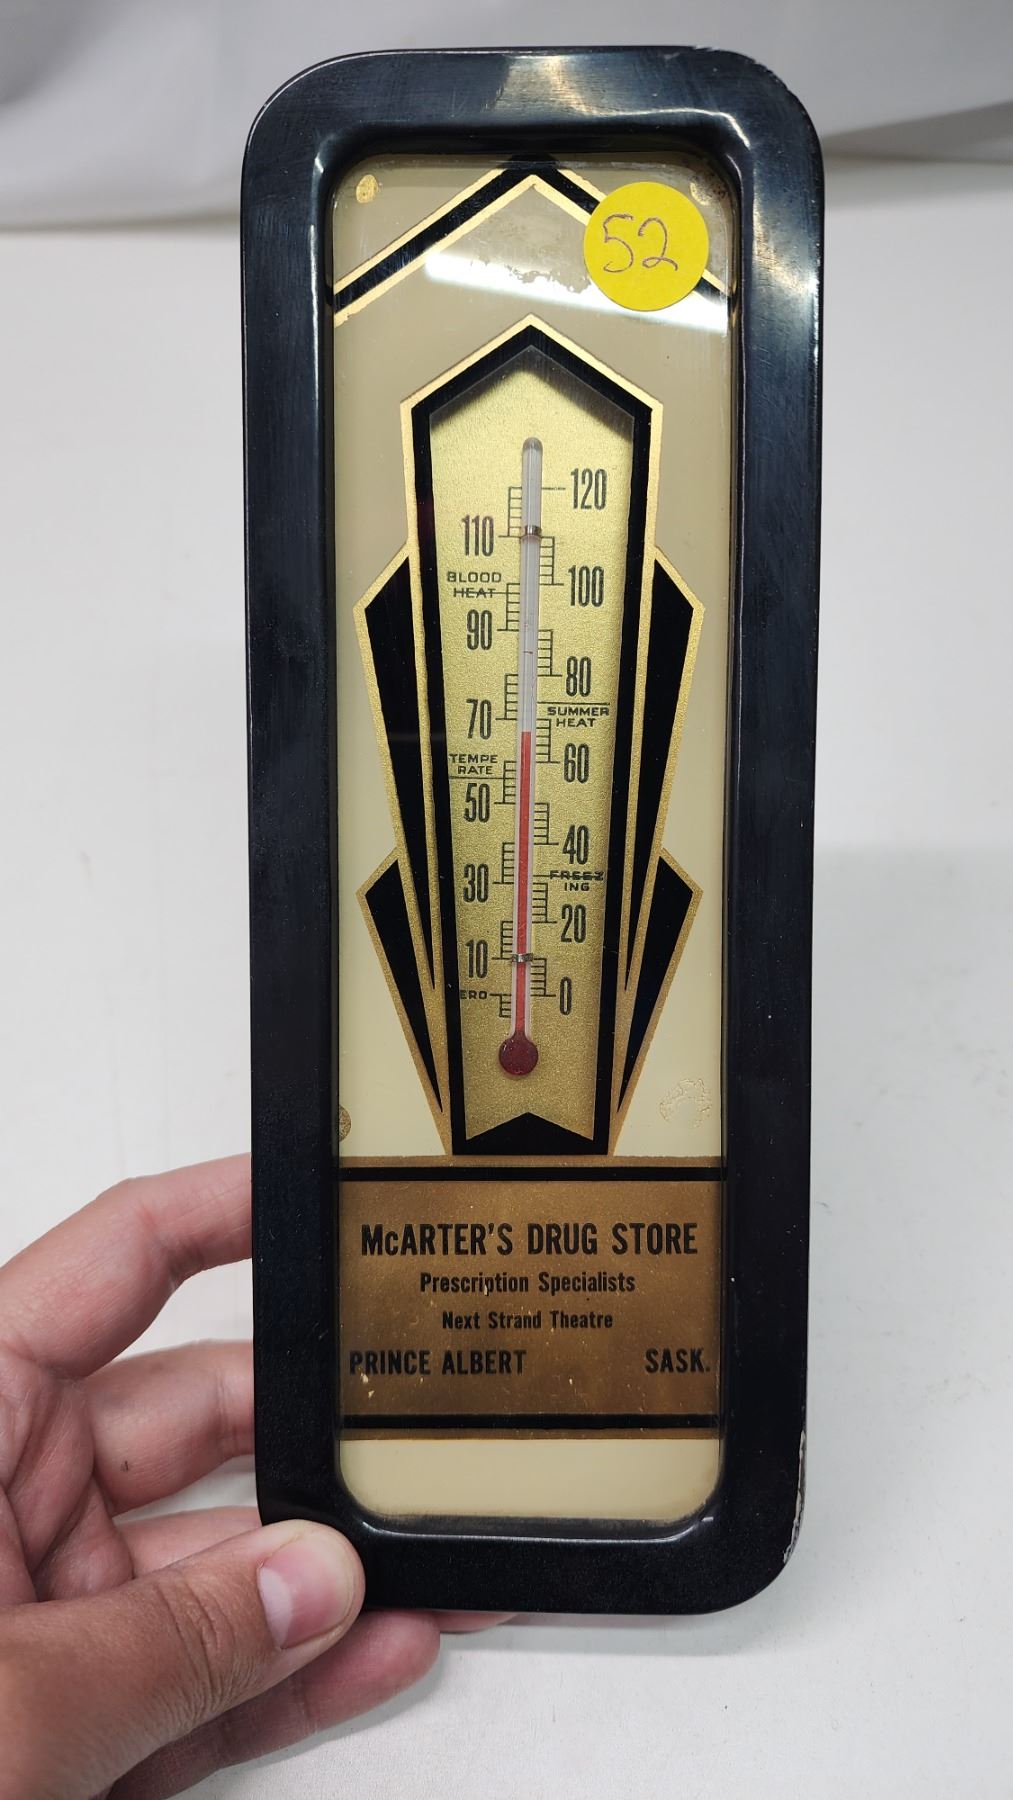 52
120
110
BLOOD
HEAT
100
90
80
SUMMER
HEAT
70
TEMPE
RATE
60
50
40
FREEZ
ING
30
20
10
ERO
0
McARTER'S DRUG STORE
Prescription Specialists
Next Strand Theatre
PRINCE ALBERT SASK.